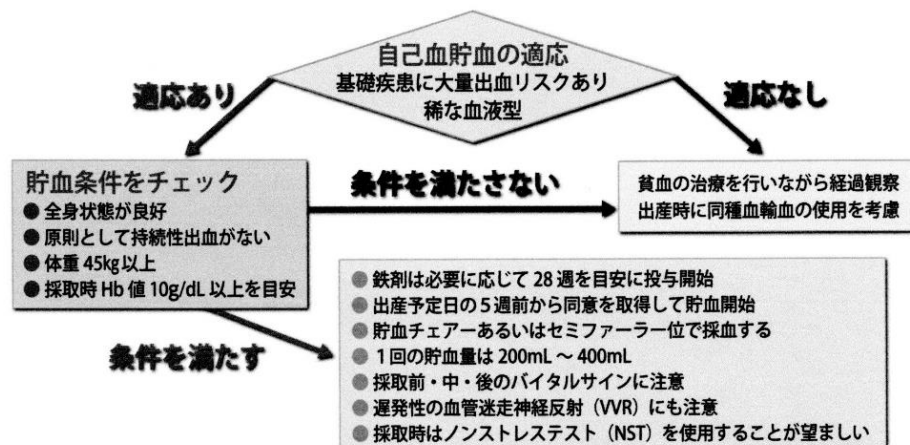 自己血貯血の適応
基礎疾患に大量出血リスクあり
稀な血液型
適応あり
適応なし
貯血条件をチェック
● 全身状態が良好
● 原則として持続性出血がない
● 体重 45kg 以上
● 採取時 Hb 値 10g/dL 以上を目安
条件を満たさない
貧血の治療を行いながら経過観察
出産時に同種血輸血の使用を考慮
条件を満たす
● 鉄剤は必要に応じて 28 週を目安に投与開始
● 出産予定日の 5 週前から同意を取得して貯血開始
● 貯血チェアーあるいはセミファーラー位で採血する
● 1 回の貯血量は 200mL ～ 400mL
● 採取前・中・後のバイタルサインに注意
● 遅発性の血管迷走神経反射（VVR）にも注意
● 採取時はノンストレステスト（NST）を使用することが望ましい